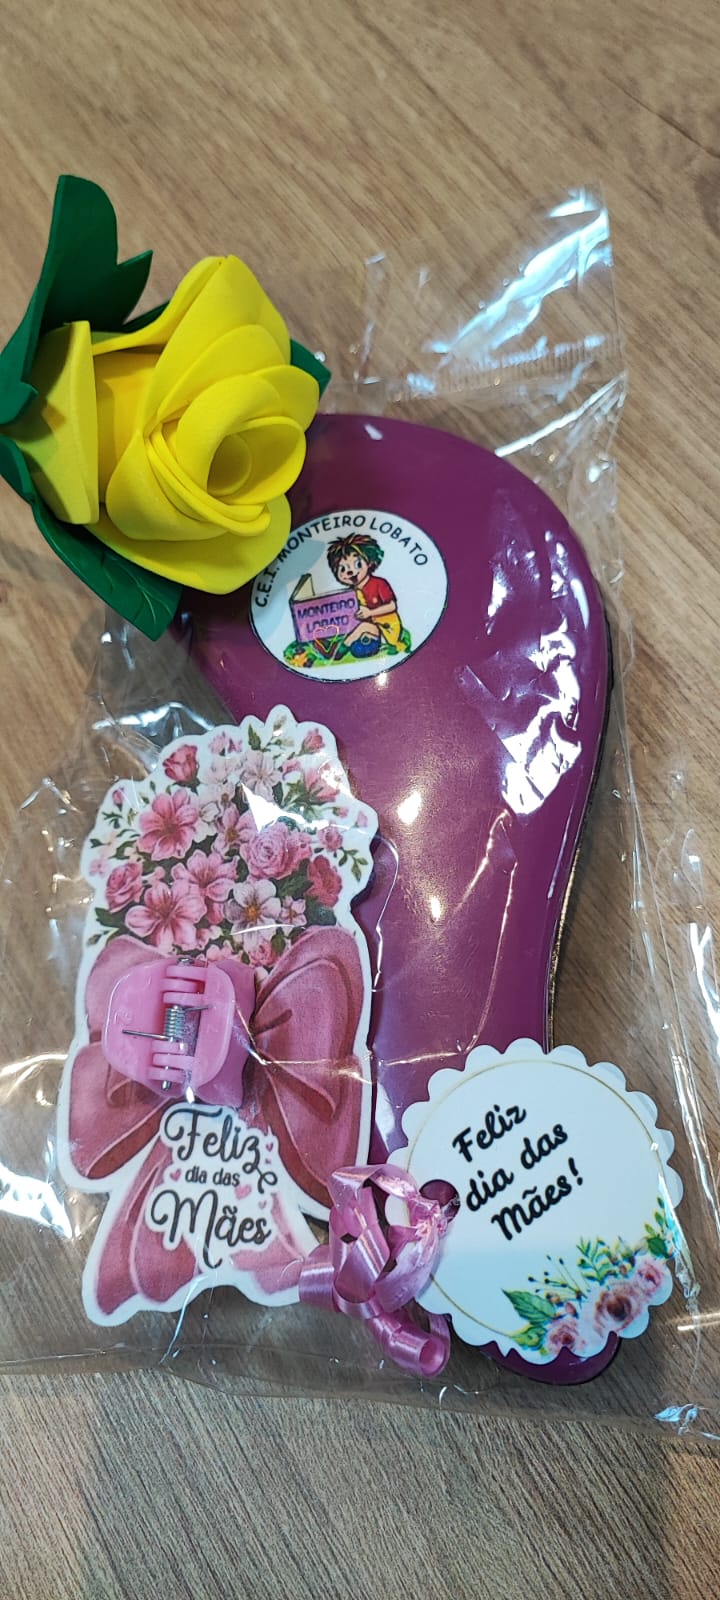 C.E.I. MONTEIRO LOBATO
MONTEIRO
LOBATO
Feliz
dia das
Mães
Feliz
dia das
Mães!